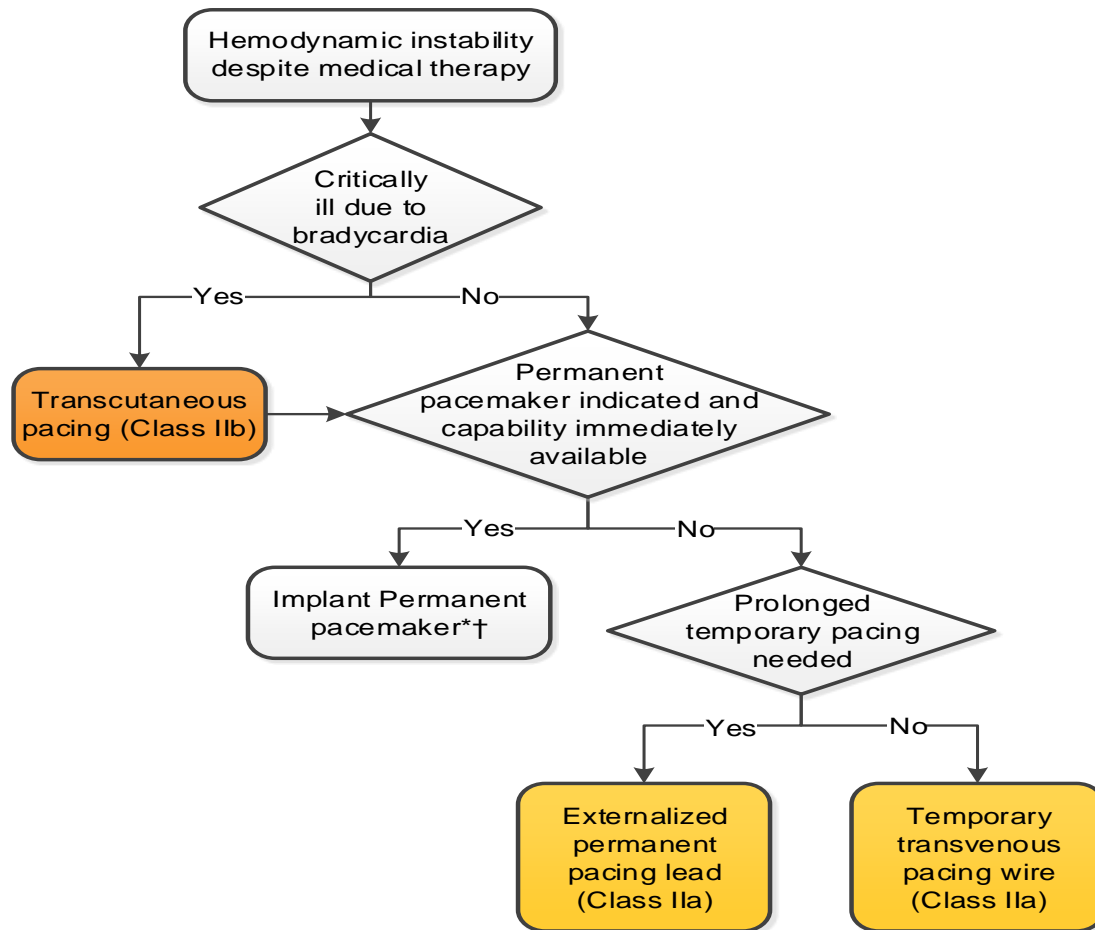 Hemodynamic instability
despite medical therapy
Critically
ill due to
bradycardia
Yes
No
Transcutaneous
pacing (Class IIb)
Permanent
pacemaker indicated and
capability immediately
available
Yes
No
Implant Permanent
pacemaker*†
Prolonged
temporary pacing
needed
Yes
No
Externalized
permanent
pacing lead
(Class IIa)
Temporary
transvenous
pacing wire
(Class IIa)